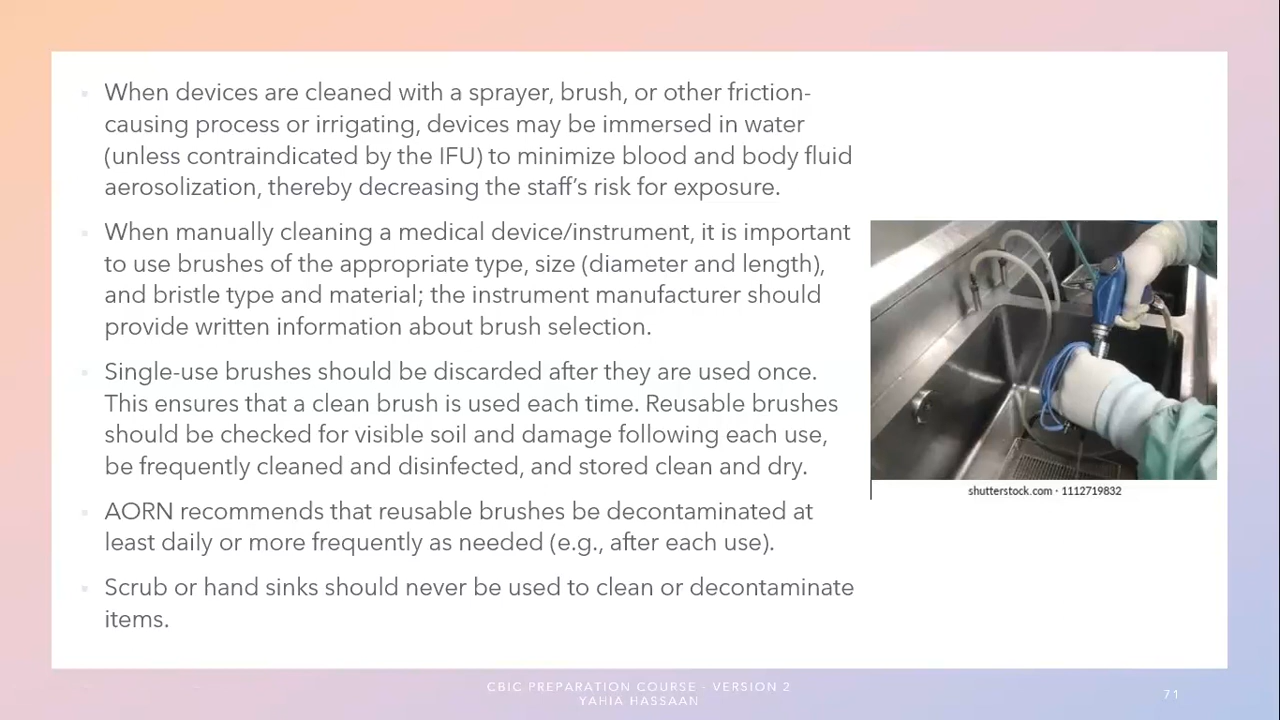 When devices are cleaned with a sprayer, brush, or other friction-
causing process or irrigating, devices may be immersed in water
(unless contraindicated by the IFU) to minimize blood and body fluid
aerosolization, thereby decreasing the staff's risk for exposure.
When manually cleaning a medical device/instrument, it is important
to use brushes of the appropriate type, size (diameter and length),
and bristle type and material; the instrument manufacturer should
provide written information about brush selection.
Single-use brushes should be discarded after they are used once.
This ensures that a clean brush is used each time. Reusable brushes
should be checked for visible soil and damage following each use,
be frequently cleaned and disinfected, and stored clean and dry.
AORN recommends that reusable brushes be decontaminated at
least daily or more frequently as needed (e.g., after each use).
Scrub or hand sinks should never be used to clean or decontaminate
items.
shutterstock.com · 1112719832
CBIC PREPARATION COURSE - VERSION 2
YAHIA HASSAAN
71